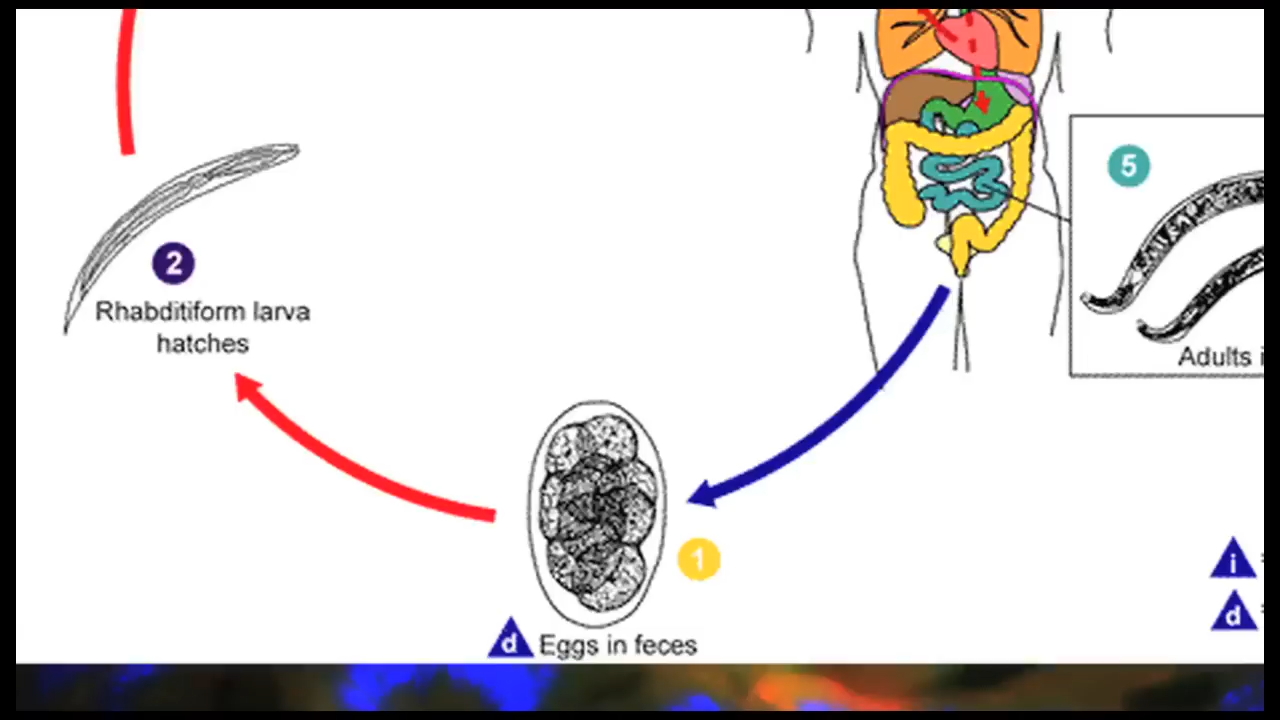 5
2
Rhabditiform larva
hatches
Adults i
1
i
d
d Eggs in feces